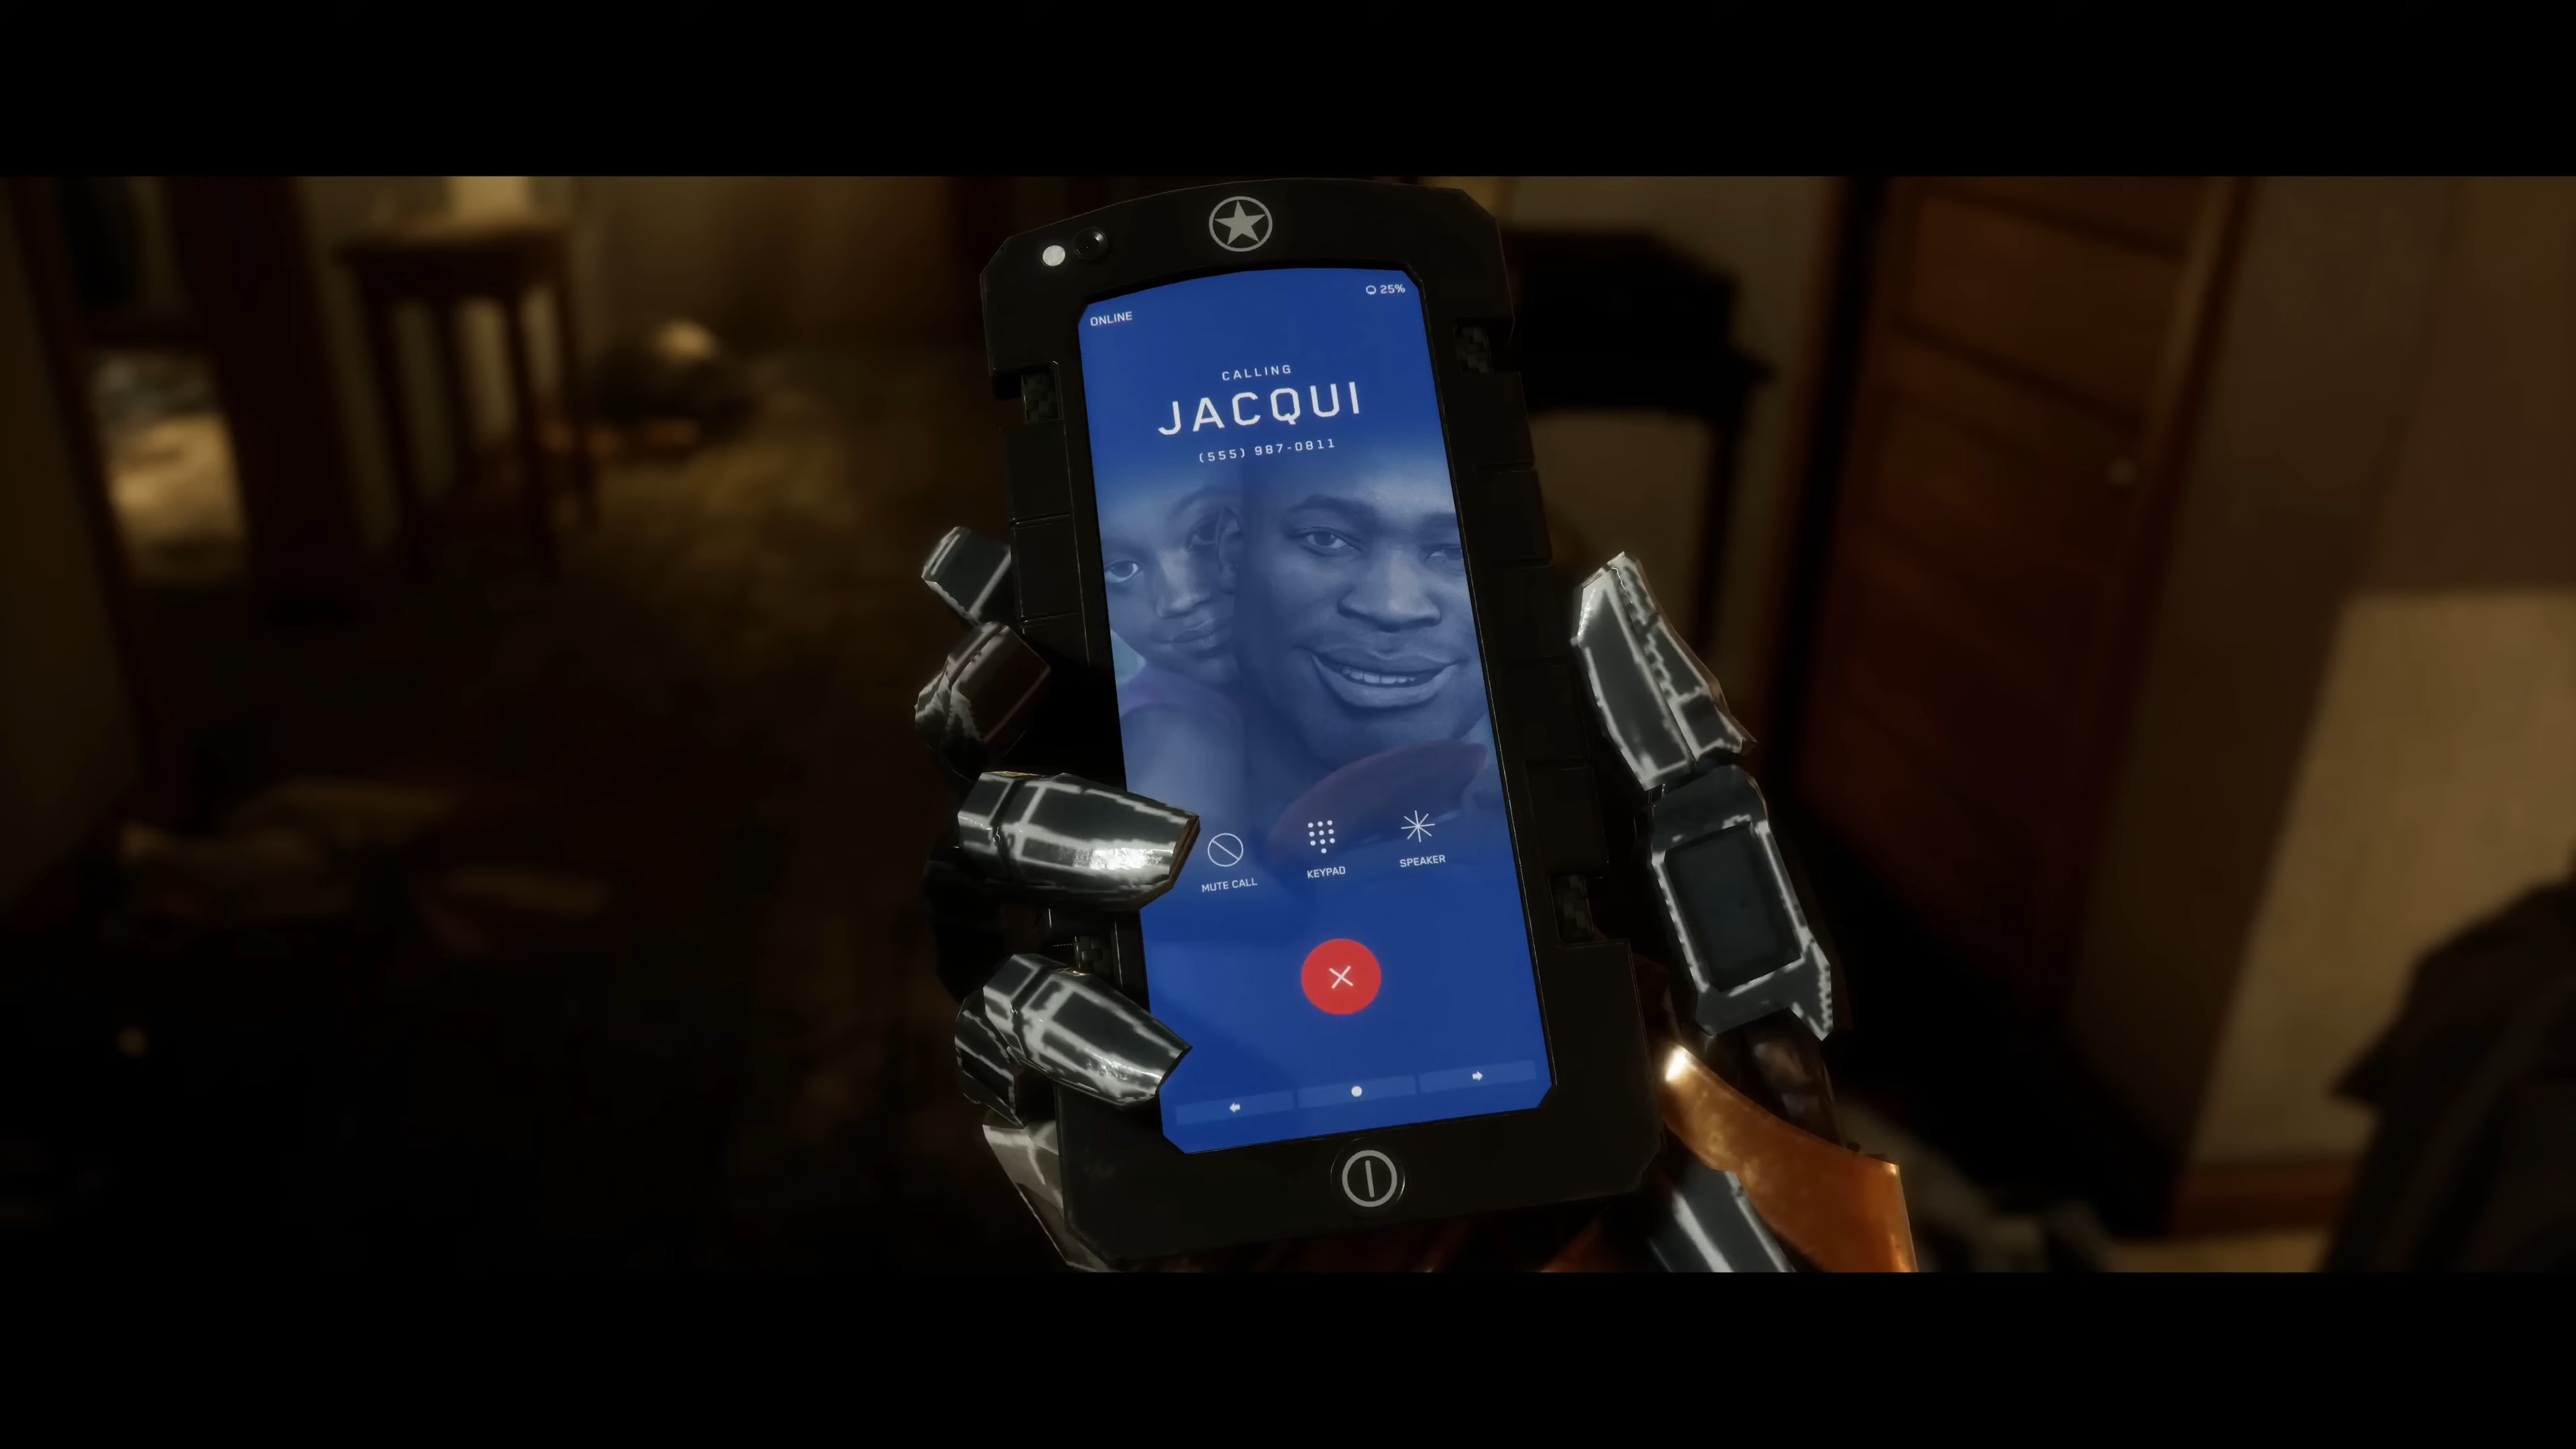 ONLINE
25%
CALLING
JACQUI
(555) 987-0811
MUTE CALL
KEYPAD
SPEAKER